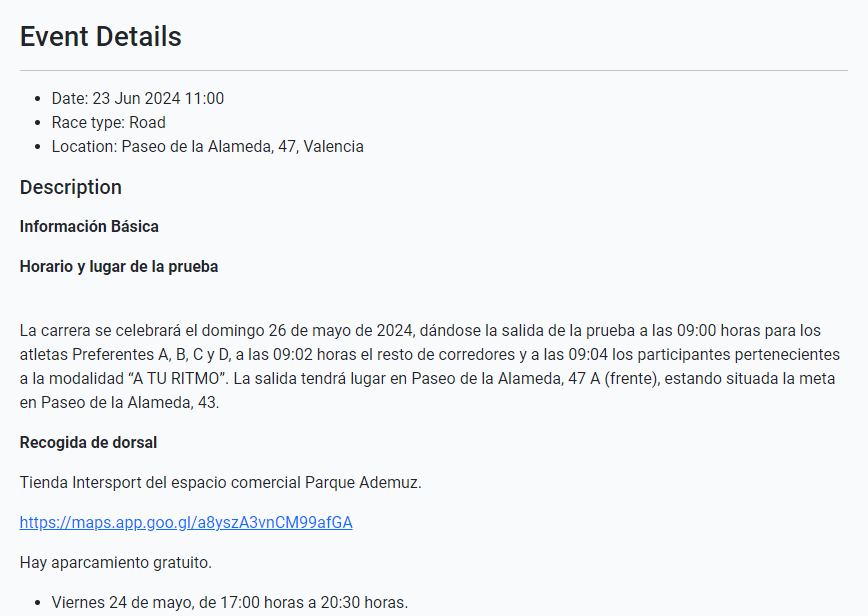 Event Details
Date: 23 Jun 2024 11:00
Race type: Road
Location: Paseo de la Alameda, 47, Valencia
Description
Información Básica
Horario y lugar de la prueba
La carrera se celebrará el domingo 26 de mayo de 2024, dándose la salida de la prueba a las 09:00 horas para los
atletas Preferentes A, B, C y D, a las 09:02 horas el resto de corredores y a las 09:04 los participantes pertenecientes
a la modalidad “A TU RITMO”. La salida tendrá lugar en Paseo de la Alameda, 47 A (frente), estando situada la meta
en Paseo de la Alameda, 43.
Recogida de dorsal
Tienda Intersport del espacio comercial Parque Ademuz.
https://maps.app.goo.gl/a8yszA3vnCM99afGA
Hay aparcamiento gratuito.
Viernes 24 de mayo, de 17:00 horas a 20:30 horas.